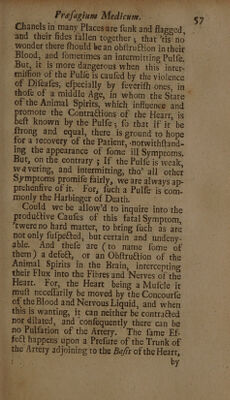 Præsagium Medicum. 57
Chanels in many Places are sunk and flagged,
and their sides fallen together; that 'tis no
wonder there should be an obstruction in their
Blood, and sometimes an intermitting Pulse.
But, it is more dangerous when this inter-
mission of the Pulse is caused by the violence
of Diseases, especially by feverish ones, in
those of a middle Age, in whom the State
of the Animal Spirits, which influence and
promote the Contractions of the Heart, is
best known by the Pulse; so that if it be
strong and equal, there is ground to hope
for a recovery of the Patient, notwithstand-
ing the appearance of some ill Symptoms.
But, on the contrary; If the Pulse is weak,
wavering, and intermitting, tho' all other
Symptoms promise fairly, we are always ap-
prehensive of it. For, such a Pulse is com-
monly the Harbinger of Death.
Could we be allow'd to inquire into the
productive Causes of this fatal Symptom,
'twere no hard matter, to bring such as are
not only suspected, but certain and undeny-
able. And these are (to name some of
them) a defect, or an Obstruction of the
Animal Spirits in the Brain, intercepting
their Flux into the Fibres and Nerves of the
Heart. For, the Heart being a Muscle it
must necessarily be moved by the Concourse
of the Blood and Nervous Liquid, and when
this is wanting, it can neither be contracted
nor dilated, and consequently there can be
no Pulsation of the Artery. The same Ef-
fect happens upon a Presure of the Trunk of
the Artery adjoining to the Basis of the Heart,
by